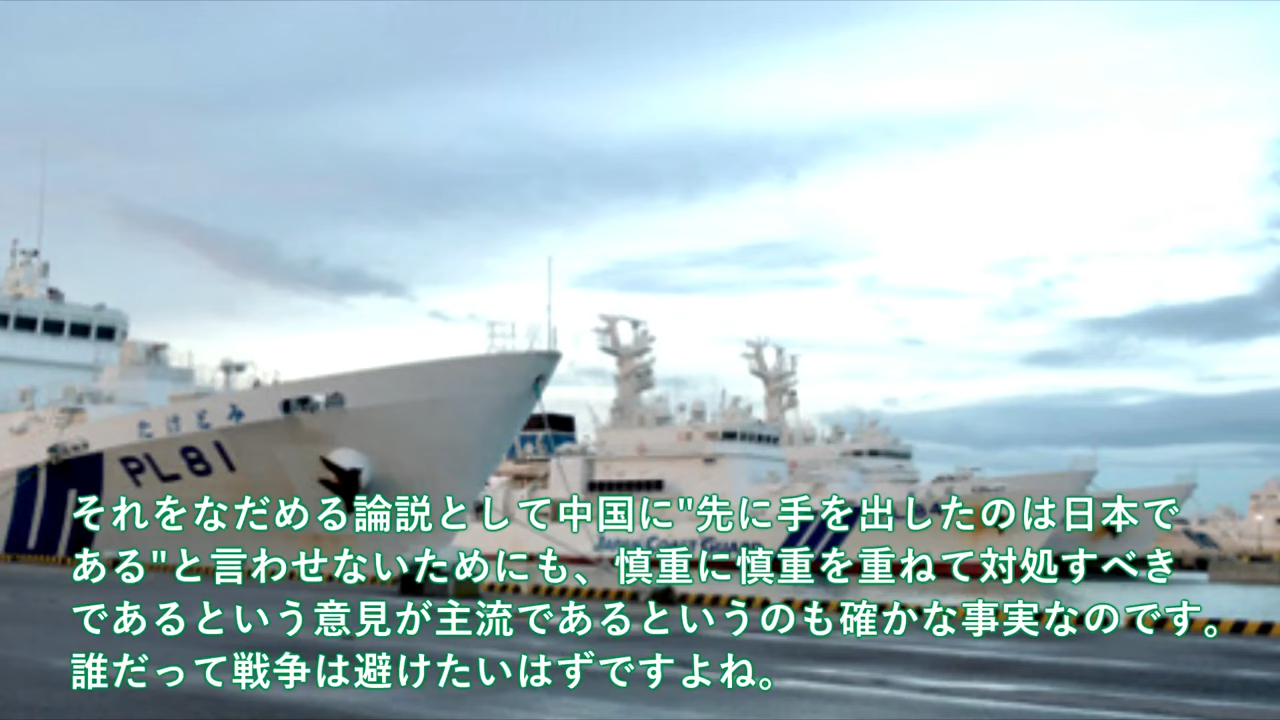 たけとみ
PL81
JAPAN COAST GUARD
それをなだめる論説として中国に"先に手を出したのは日本で
ある"と言わせないためにも、慎重に慎重を重ねて対処すべき
であるという意見が主流であるというのも確かな事実なのです。
誰だって戦争は避けたいはずですよね。